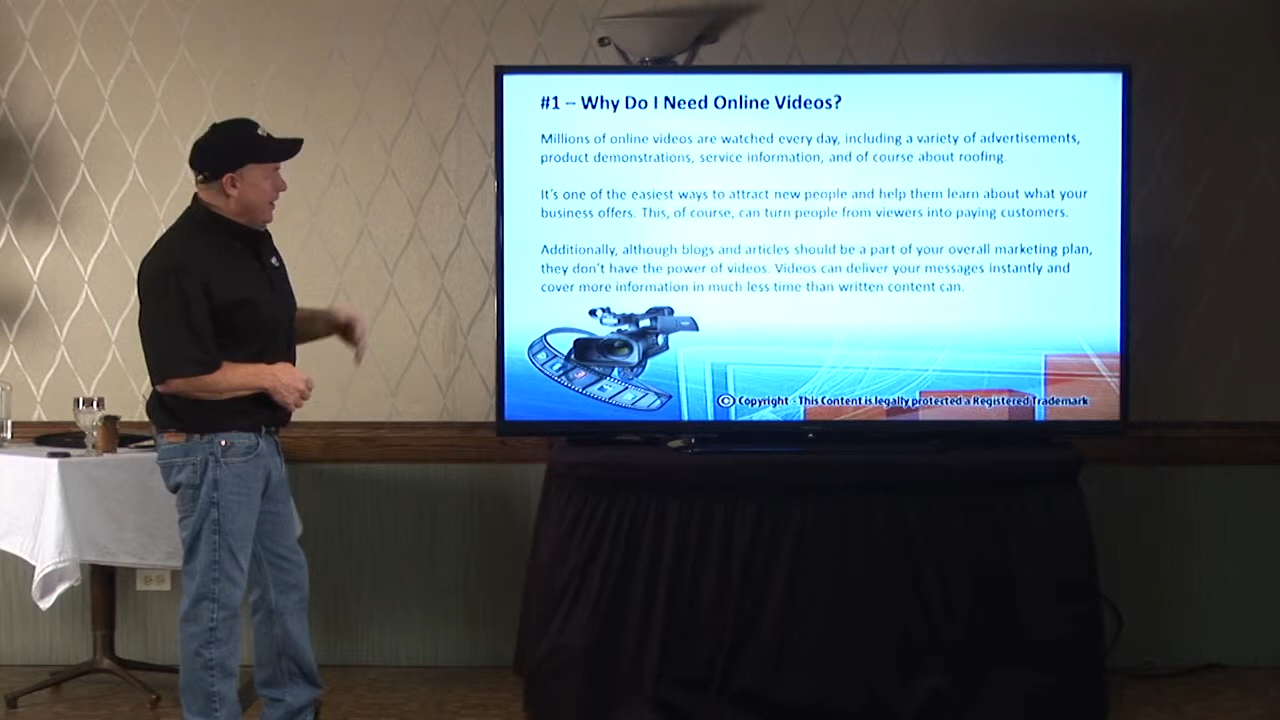 #1 – Why Do I Need Online Videos?
Millions of online videos are watched every day, including a variety of advertisements,
product demonstrations, service information, and of course about roofing.
It's one of the easiest ways to attract new people and help them learn about what your
business offers. This, of course, can turn people from viewers into paying customers.
Additionally, although blogs and articles should be a part of your overall marketing plan,
they don't have the power of videos. Videos can deliver your messages instantly and
cover more information in much less time than written content can.
© Copyright - This Content is legally protected a Registered Trademark